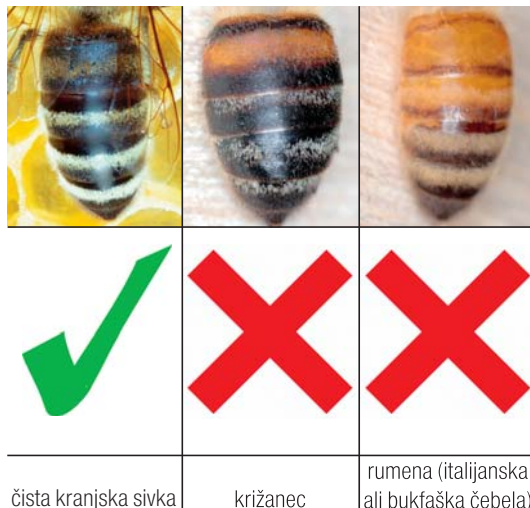 čista kranjska sivka
križanec
rumena (italijanska
ali bukfaška čebela)